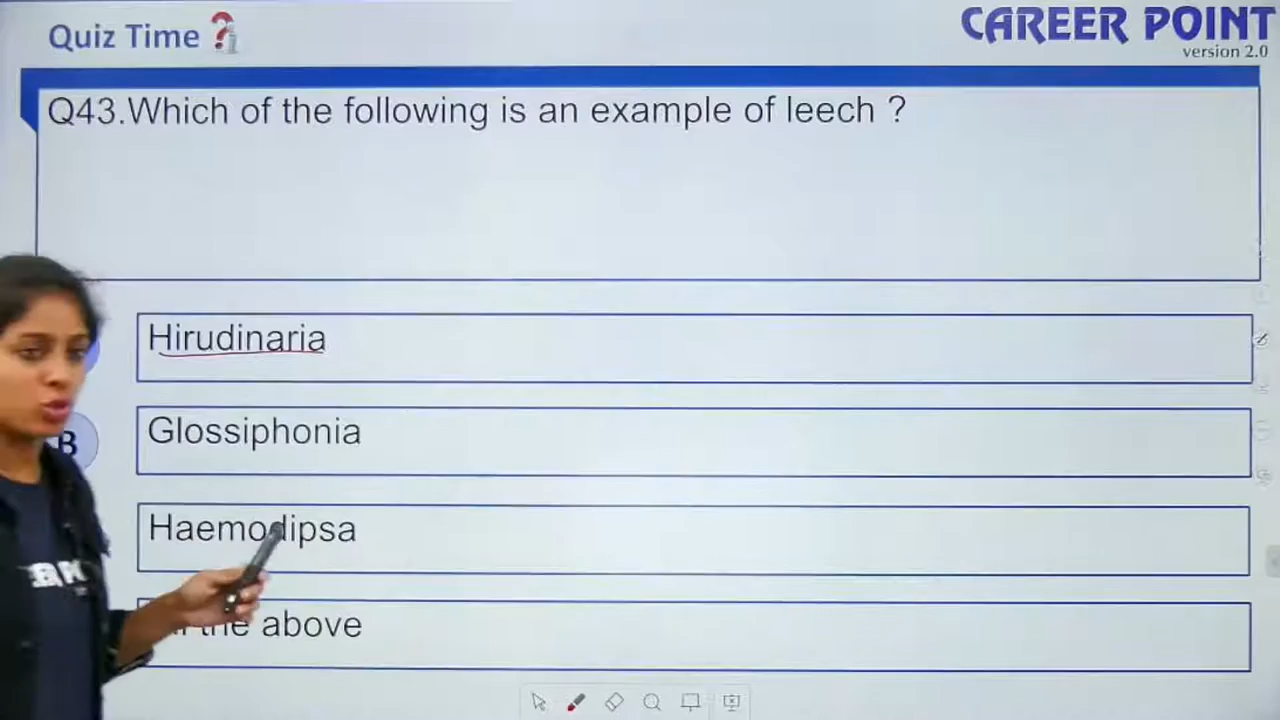 Quiz Time
CAREER POINT
version 2.0
Q43.Which of the following is an example of leech ?
Hirudinaria
B
Glossiphonia
Haemodipsa
the above